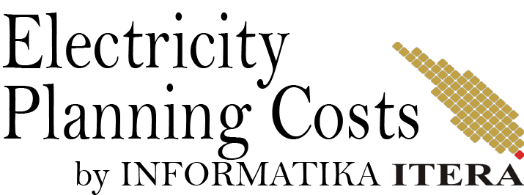 Electricity
Planning Costs
by INFORMATIKA ITERA